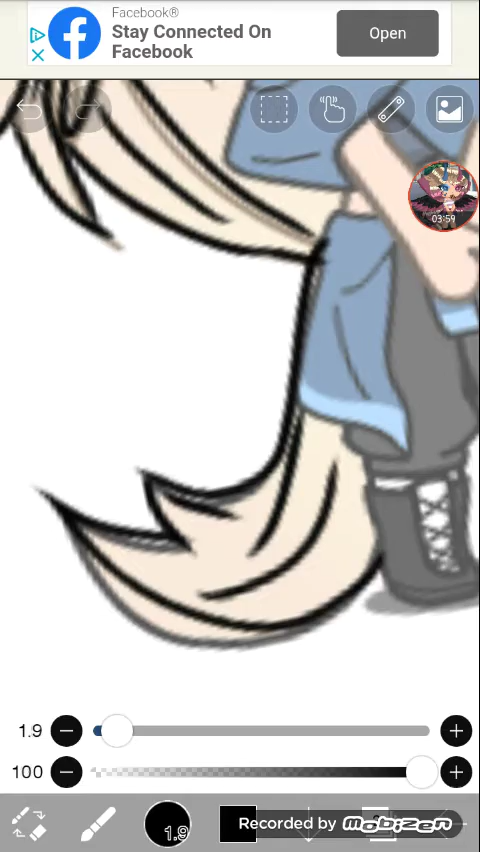 Facebook®
Stay Connected On
Facebook
Open
03:59
1.9
100
1.9
Recorded by mobizen